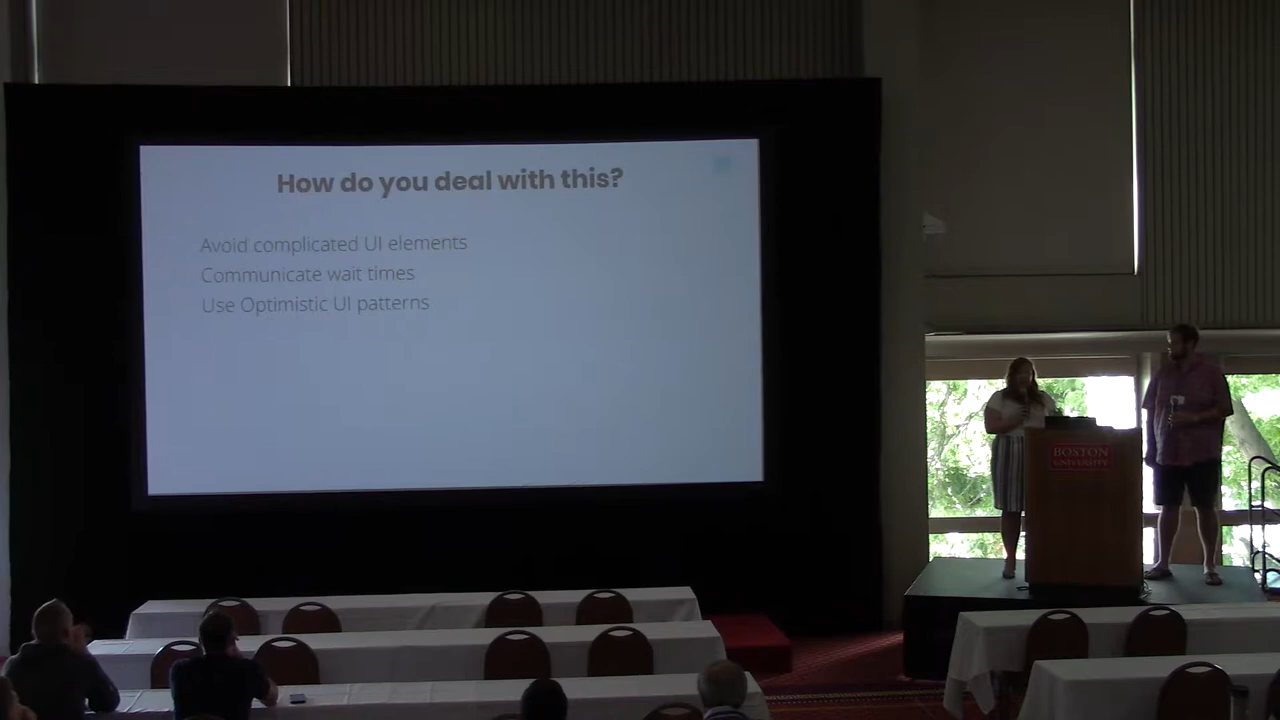 How do you deal with this?
Avoid complicated UI elements
Communicate wait times
Use Optimistic UI patterns
BOSTON
UNIVERSITY